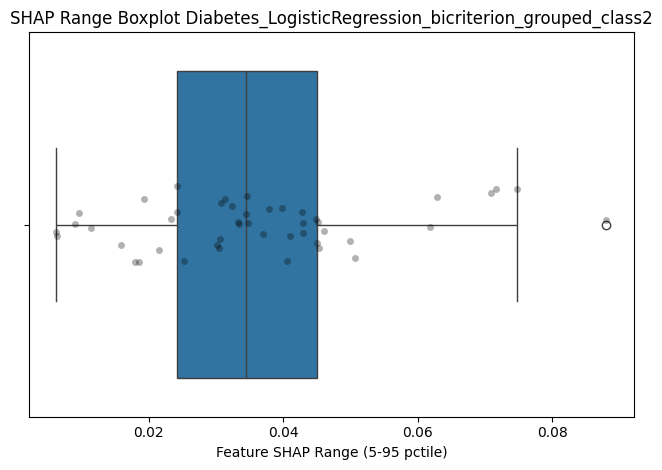 SHAP Range Boxplot Diabetes_LogisticRegression_bicriterion_grouped_class2
0.02 0.04 0.06 0.08
Feature SHAP Range (5-95 pctile)